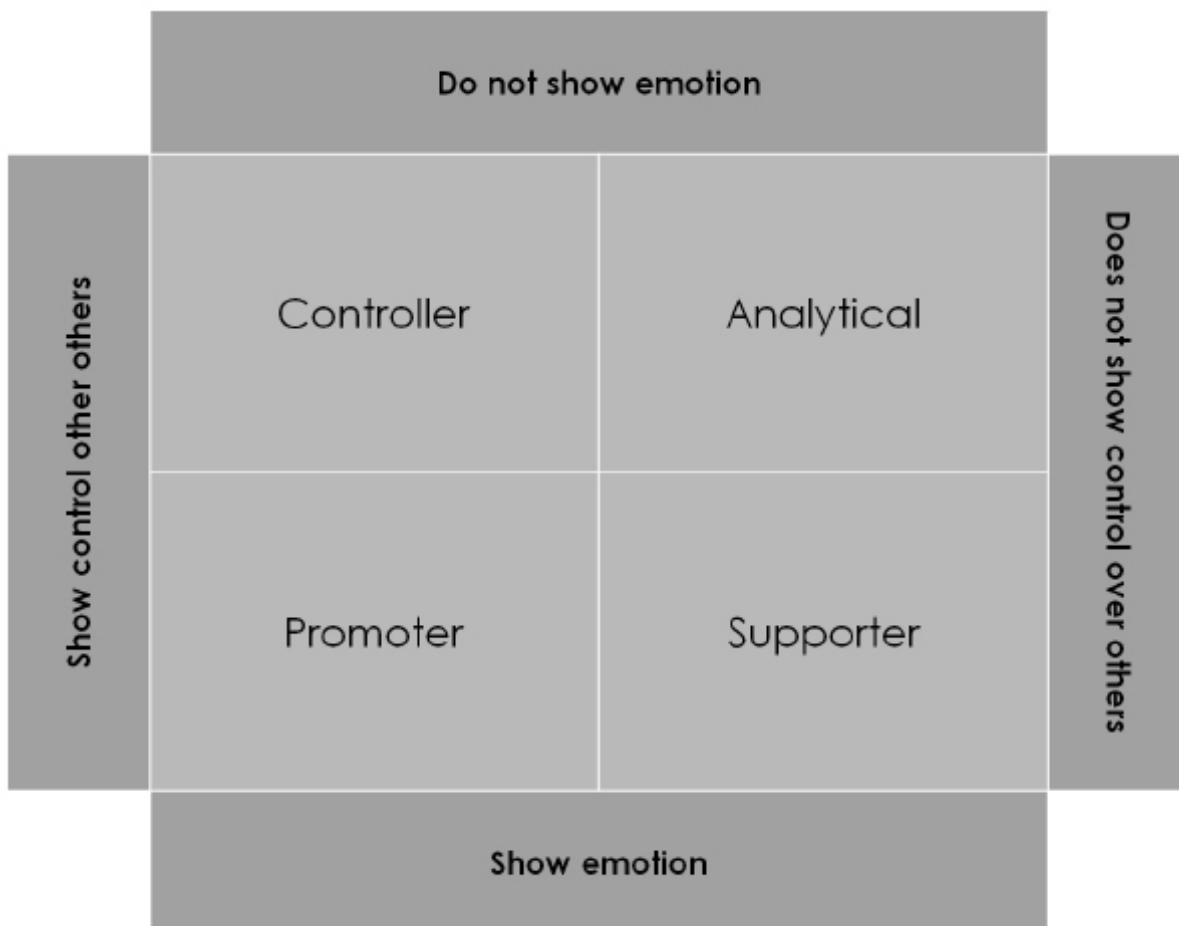 Do not show emotion
Show control other others
Controller
Analytical
Does not show control over others
Promoter
Supporter
Show emotion